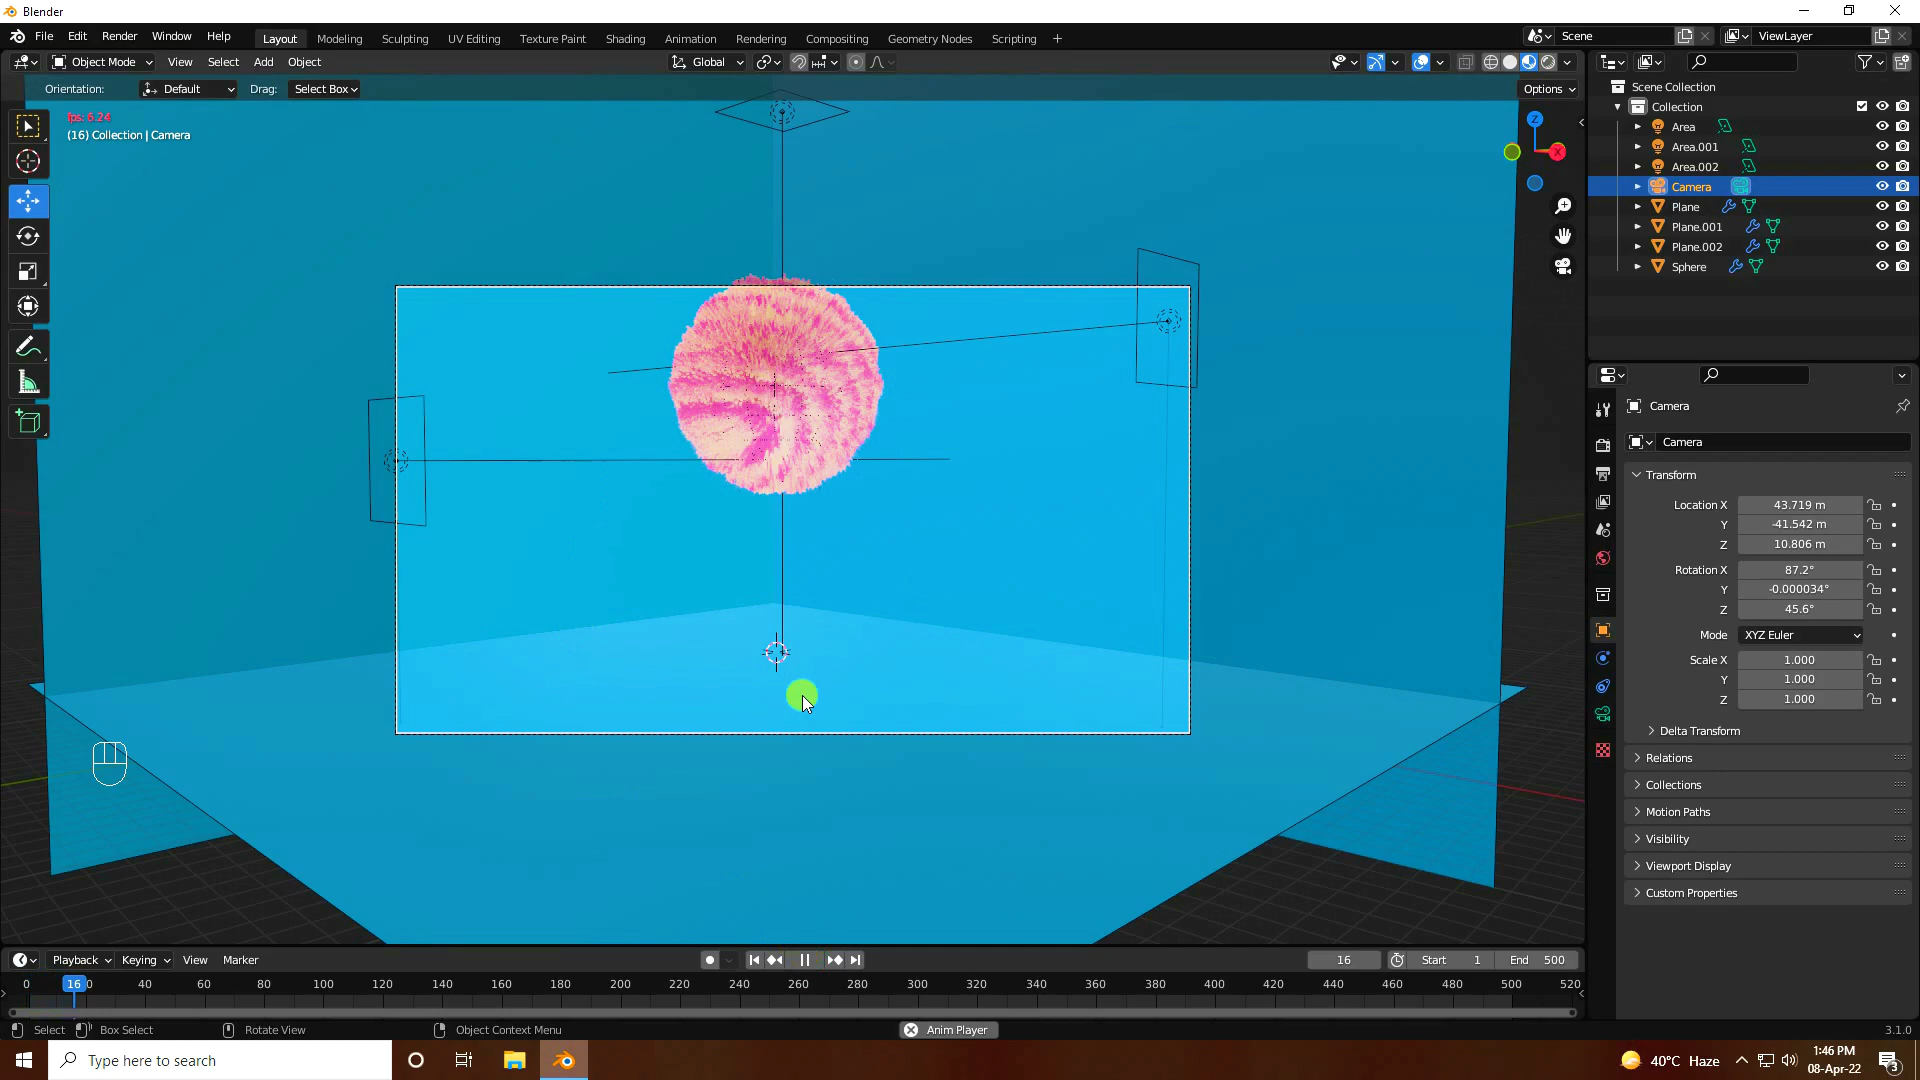 Blender
File Edit Render Window Help
Layout Modeling Sculpting UV Editing Texture Paint Shading Animation Rendering Compositing Geometry Nodes Scripting +
Scene
ViewLayer
Object Mode View Select Add Object
Global
Orientation: Default Drag: Select Box
Options
fps: 6.24
(16) Collection | Camera
Z
X
Scene Collection
Collection
Area
Area.001
Area.002
Camera
Plane
Plane.001
Plane.002
Sphere
Camera
Camera
Transform
Location X 43.719 m
Y -41.542 m
Z 10.806 m
Rotation X 87.2°
Y -0.000034°
Z 45.6°
Mode XYZ Euler
Scale X 1.000
Y 1.000
Z 1.000
Delta Transform
Relations
Collections
Motion Paths
Visibility
Viewport Display
Custom Properties
Playback Keying View Marker
16 Start 1 End 500
0 16 40 60 80 100 120 140 160 180 200 220 240 260 280 300 320 340 360 380 400 420 440 460 480 500 520
Select Box Select Rotate View Object Context Menu Anim Player 3.1.0
Type here to search
40°C Haze
1:46 PM
08-Apr-22
3